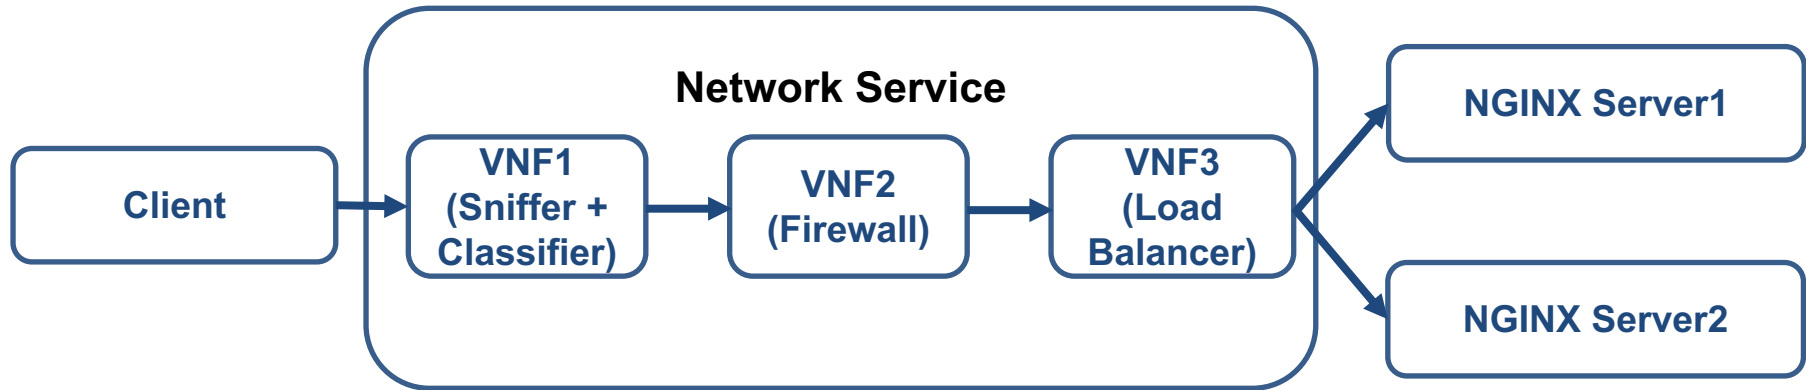 Network Service
Client
VNF1
(Sniffer +
Classifier)
VNF2
(Firewall)
VNF3
(Load
Balancer)
NGINX Server1
NGINX Server2